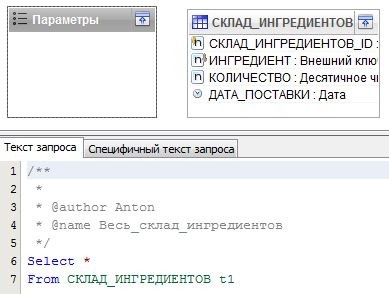 Параметры
СКЛАД_ИНГРЕДИЕНТОВ
СКЛАД_ИНГРЕДИЕНТОВ_ID :
ИНГРЕДИЕНТ : Внешний клю
КОЛИЧЕСТВО : Десятичное чи
ДАТА_ПОСТАВКИ : Дата
Текст запроса
Специфичный текст запроса
1 /**
2 *
3 * @author Anton
4 * @name Весь_склад_ингредиентов
5 */
6 Select *
7 From СКЛАД_ИНГРЕДИЕНТОВ t1